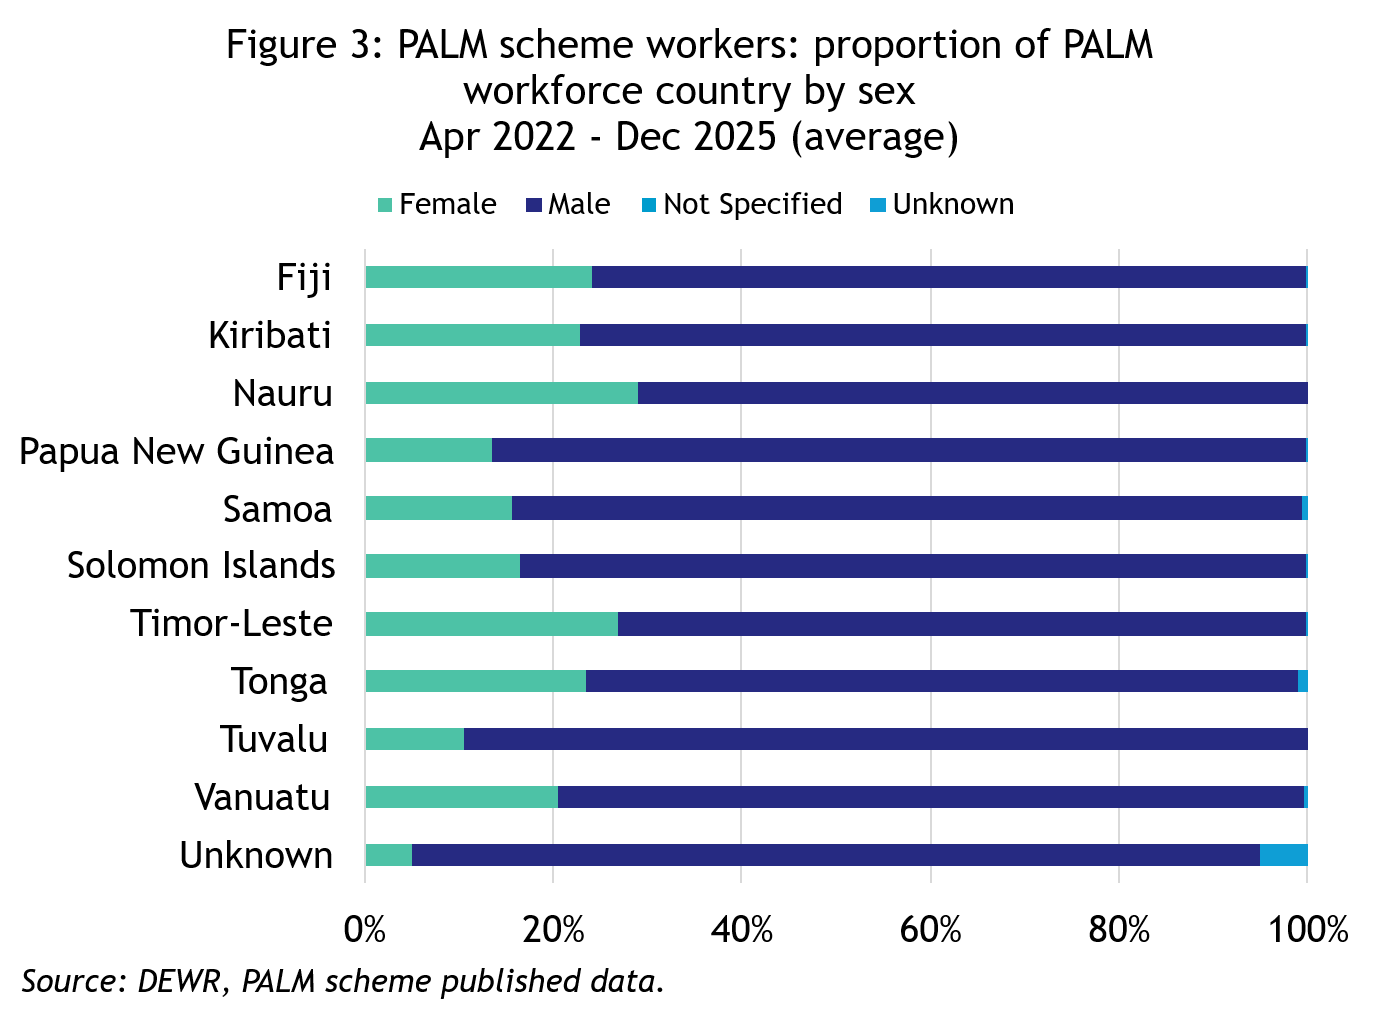 Figure 3: PALM scheme workers: proportion of PALM
workforce country by sex
Apr 2022 - Dec 2025 (average)
Female Male Not Specified Unknown
Fiji
Kiribati
Nauru
Papua New Guinea
Samoa
Solomon Islands
Timor-Leste
Tonga
Tuvalu
Vanuatu
Unknown
0% 20% 40% 60% 80% 100%
Source: DEWR, PALM scheme published data.